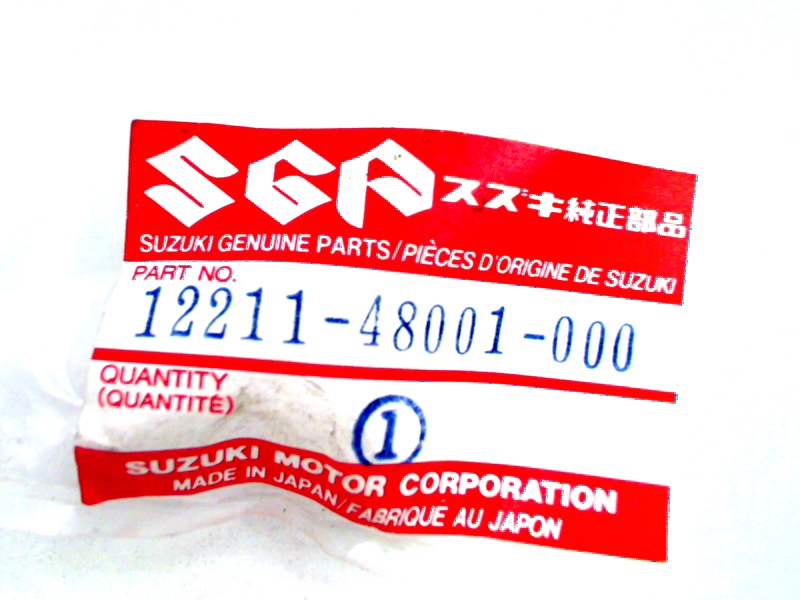 SGP スズキ純正部品
SUZUKI GENUINE PARTS/PIÈCES D'ORIGINE DE SUZUKI
PART NO.
12211-48001-000
QUANTITY
(QUANTITÉ)
1
SUZUKI MOTOR CORPORATION
MADE IN JAPAN/FABRIQUE AU JAPON